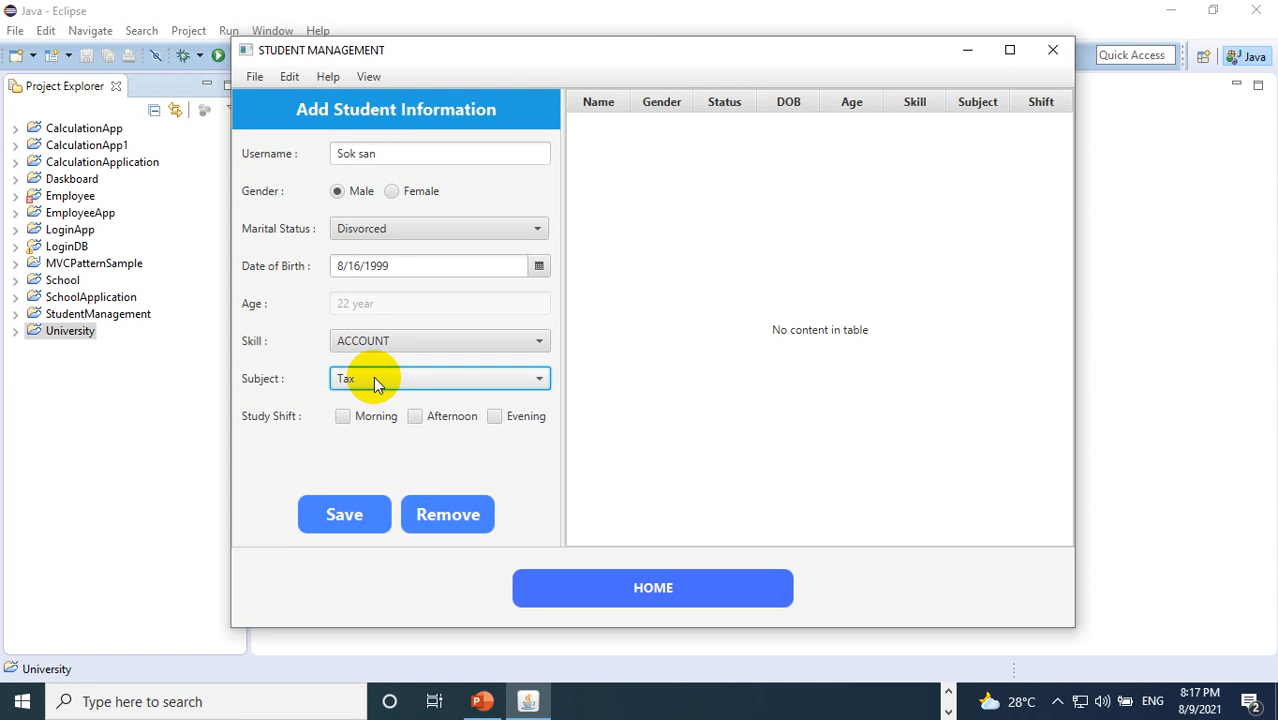 Java - Eclipse
File Edit Navigate Search Project Run Window Help
Quick Access
Java
Project Explorer
CalculationApp
CalculationApp1
CalculationApplication
Daskboard
Employee
EmployeeApp
LoginApp
LoginDB
MVCPatternSample
School
SchoolApplication
StudentManagement
University
STUDENT MANAGEMENT
File Edit Help View
Add Student Information
Username : Sok san
Gender : Male Female
Marital Status : Disvorced
Date of Birth : 8/16/1999
Age : 22 year
Skill : ACCOUNT
Subject : Tax
Study Shift : Morning Afternoon Evening
Save Remove
Name Gender Status DOB Age Skill Subject Shift
No content in table
HOME
University
Type here to search
28°C
ENG
8:17 PM
8/9/2021
2